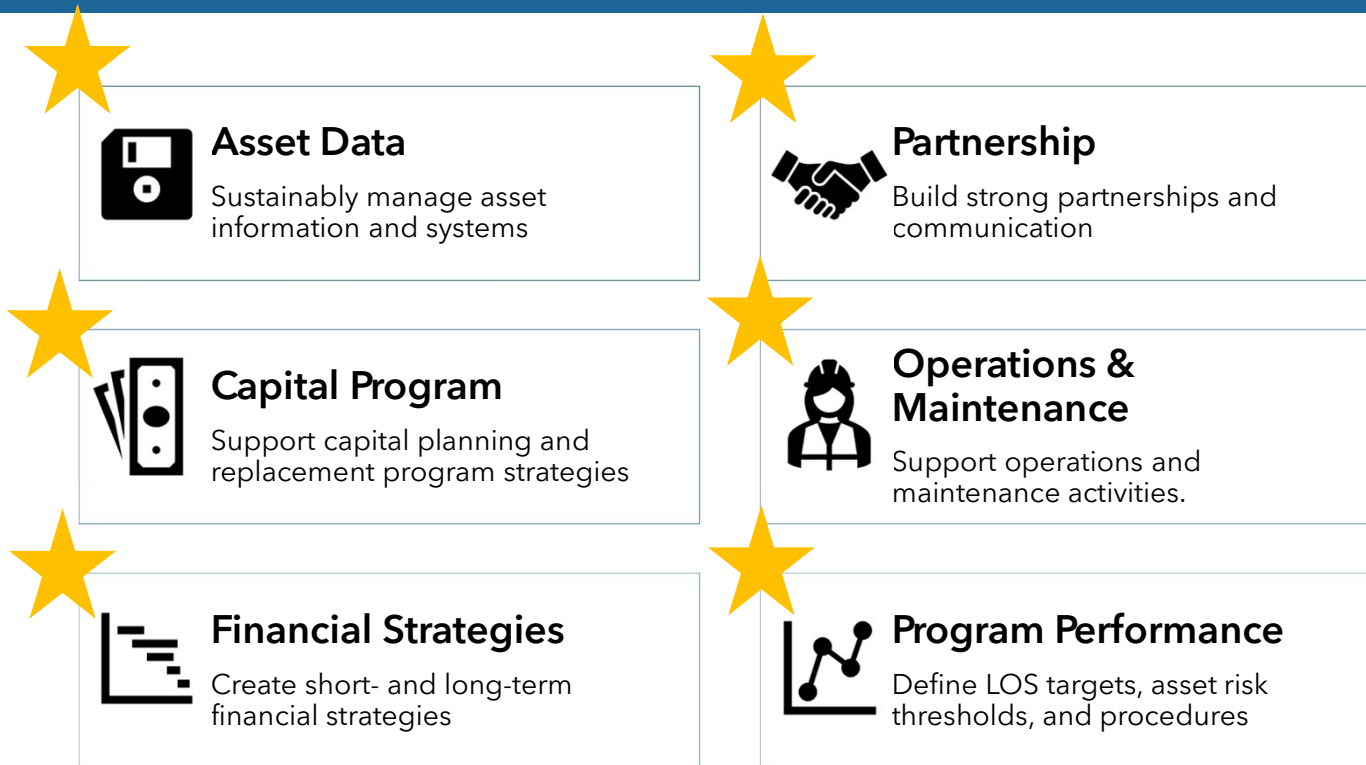 Asset Data
Sustainably manage asset
information and systems
Partnership
Build strong partnerships and
communication
Capital Program
Support capital planning and
replacement program strategies
Operations &
Maintenance
Support operations and
maintenance activities.
Financial Strategies
Create short- and long-term
financial strategies
Program Performance
Define LOS targets, asset risk
thresholds, and procedures